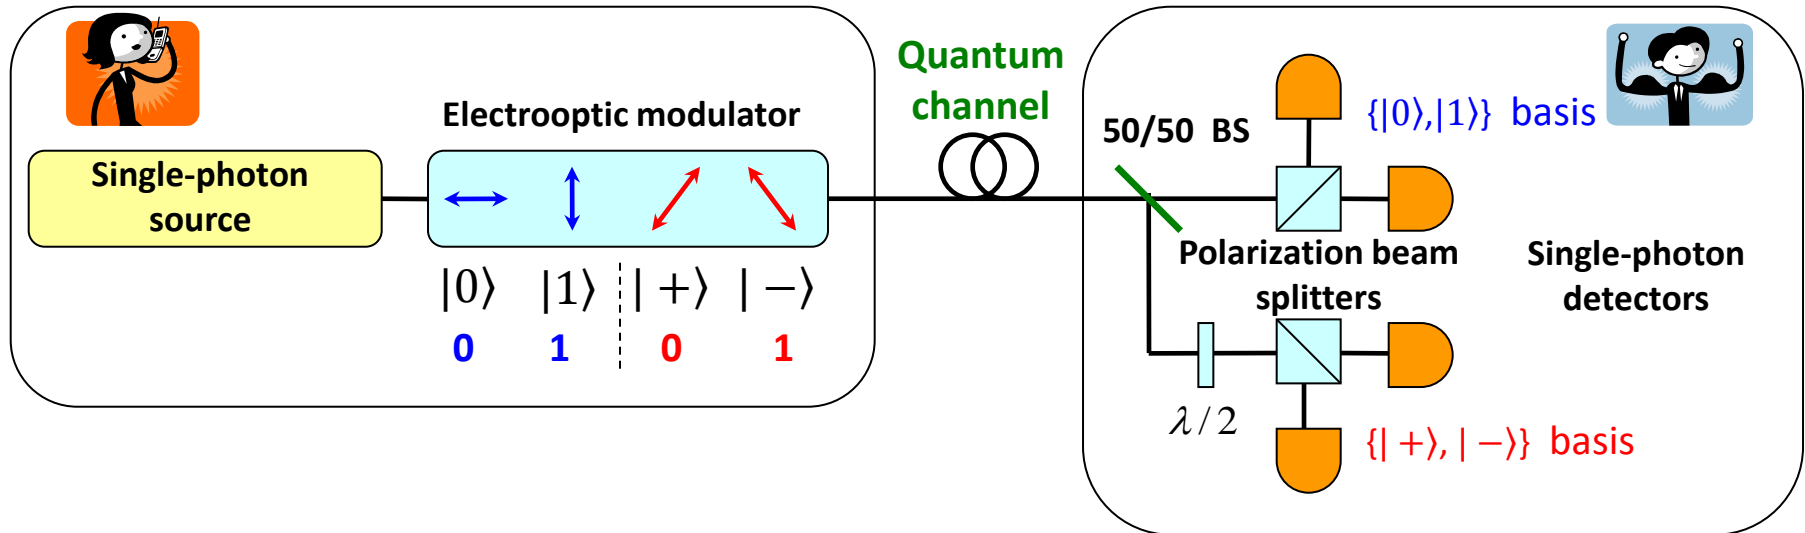 Single-photon
source
Electrooptic modulator
|0⟩ |1⟩ | +⟩ | −⟩
0 1 0 1
Quantum
channel
50/50 BS
{|0⟩,|1⟩} basis
Polarization beam
splitters
Single-photon
detectors
λ/2
{| +⟩, | −⟩} basis